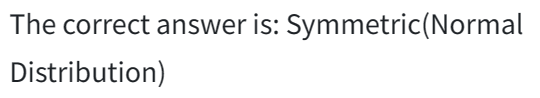 The correct answer is: Symmetric(Normal
Distribution)